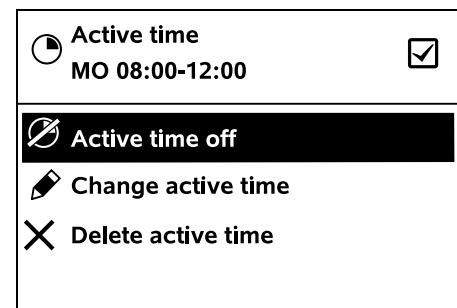 Active time
MO 08:00-12:00
Active time off
Change active time
Delete active time